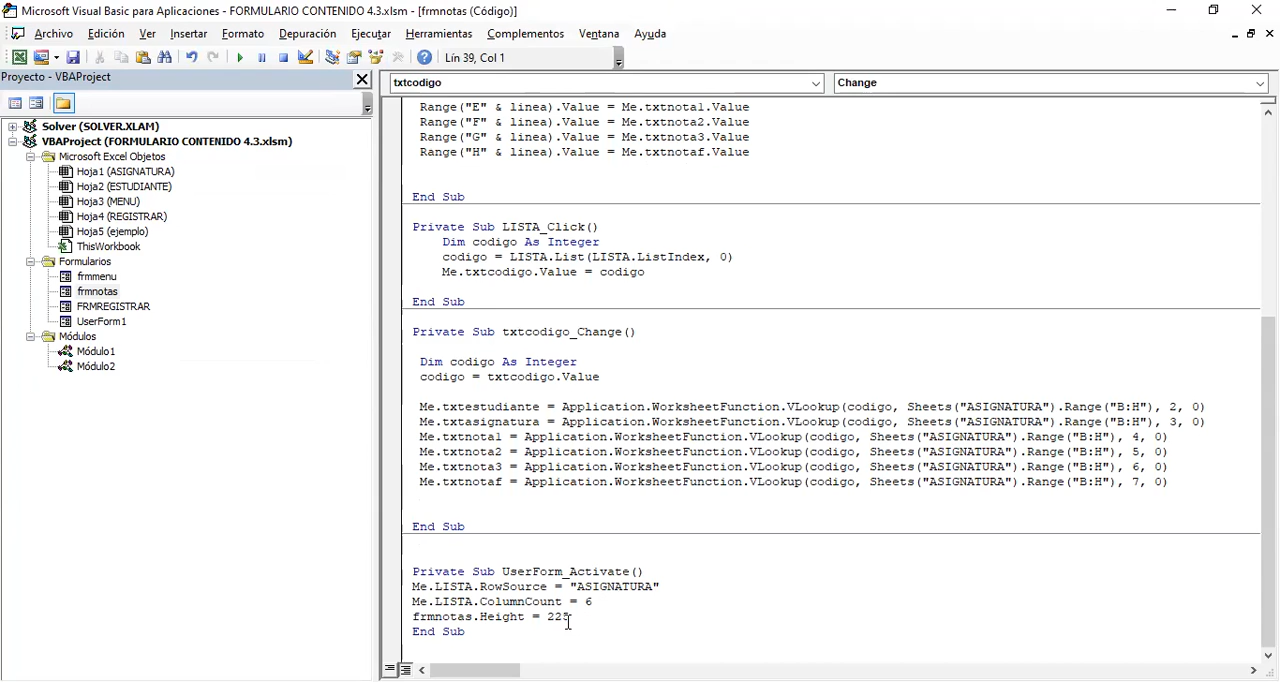 Microsoft Visual Basic para Aplicaciones - FORMULARIO CONTENIDO 4.3.xlsm - [frmnotas (Código)]
Archivo Edición Ver Insertar Formato Depuración Ejecutar Herramientas Complementos Ventana Ayuda
Lín 39, Col 1
Proyecto - VBAProject
Solver (SOLVER.XLAM)
VBAProject (FORMULARIO CONTENIDO 4.3.xlsm)
Microsoft Excel Objetos
Hoja1 (ASIGNATURA)
Hoja2 (ESTUDIANTE)
Hoja3 (MENU)
Hoja4 (REGISTRAR)
Hoja5 (ejemplo)
ThisWorkbook
Formularios
frmmenu
frmnotas
FRMREGISTRAR
UserForm1
Módulos
Módulo1
Módulo2
txtcodigo
Change
Range("E" & linea).Value = Me.txtnota1.Value
Range("F" & linea).Value = Me.txtnota2.Value
Range("G" & linea).Value = Me.txtnota3.Value
Range("H" & linea).Value = Me.txtnotaf.Value
End Sub
Private Sub LISTA_Click()
Dim codigo As Integer
codigo = LISTA.List(LISTA.ListIndex, 0)
Me.txtcodigo.Value = codigo
End Sub
Private Sub txtcodigo_Change()
Dim codigo As Integer
codigo = txtcodigo.Value
Me.txtestudiante = Application.WorksheetFunction.VLookup(codigo, Sheets("ASIGNATURA").Range("B:H"), 2, 0)
Me.txtasignatura = Application.WorksheetFunction.VLookup(codigo, Sheets("ASIGNATURA").Range("B:H"), 3, 0)
Me.txtnota1 = Application.WorksheetFunction.VLookup(codigo, Sheets("ASIGNATURA").Range("B:H"), 4, 0)
Me.txtnota2 = Application.WorksheetFunction.VLookup(codigo, Sheets("ASIGNATURA").Range("B:H"), 5, 0)
Me.txtnota3 = Application.WorksheetFunction.VLookup(codigo, Sheets("ASIGNATURA").Range("B:H"), 6, 0)
Me.txtnotaf = Application.WorksheetFunction.VLookup(codigo, Sheets("ASIGNATURA").Range("B:H"), 7, 0)
End Sub
Private Sub UserForm_Activate()
Me.LISTA.RowSource = "ASIGNATURA"
Me.LISTA.ColumnCount = 6
frmnotas.Height = 225
End Sub